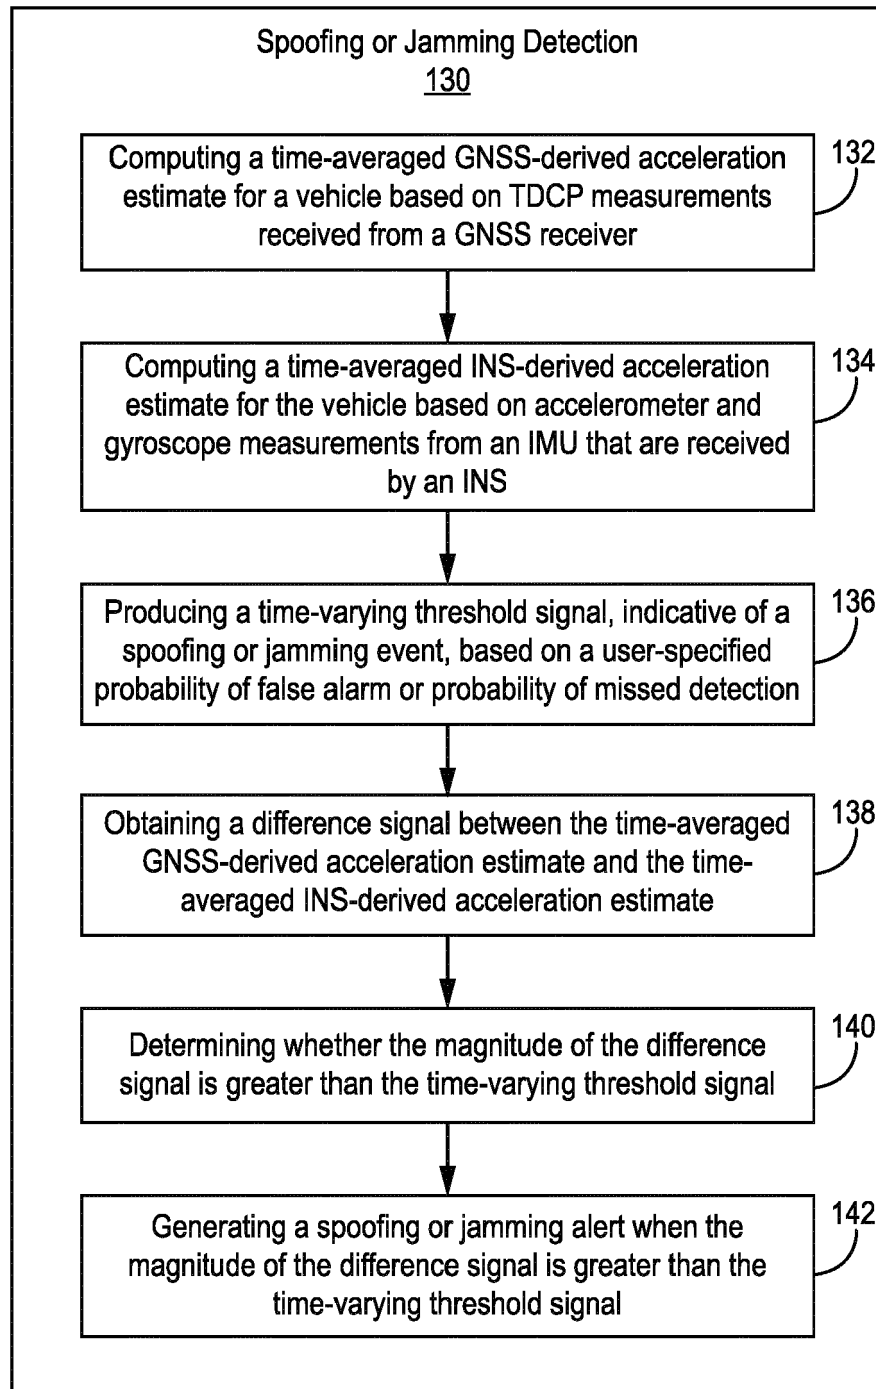 Spoofing or Jamming Detection
130
Computing a time-averaged GNSS-derived acceleration
estimate for a vehicle based on TDCP measurements
received from a GNSS receiver
132
Computing a time-averaged INS-derived acceleration
estimate for the vehicle based on accelerometer and
gyroscope measurements from an IMU that are received
by an INS
134
Producing a time-varying threshold signal, indicative of a
spoofing or jamming event, based on a user-specified
probability of false alarm or probability of missed detection
136
Obtaining a difference signal between the time-averaged
GNSS-derived acceleration estimate and the time-
averaged INS-derived acceleration estimate
138
Determining whether the magnitude of the difference
signal is greater than the time-varying threshold signal
140
Generating a spoofing or jamming alert when the
magnitude of the difference signal is greater than the
time-varying threshold signal
142